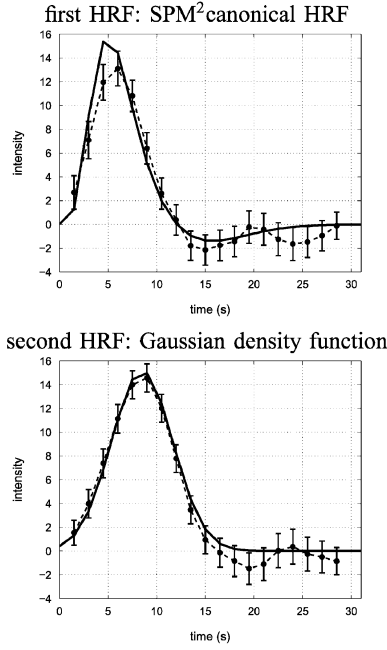 first HRF: SPM²canonical HRF
16
14
12
10
8
6
4
2
0
−2
−4
intensity
0 5 10 15 20 25 30
time (s)
second HRF: Gaussian density function
16
14
12
10
8
6
4
2
0
−2
−4
intensity
0 5 10 15 20 25 30
time (s)